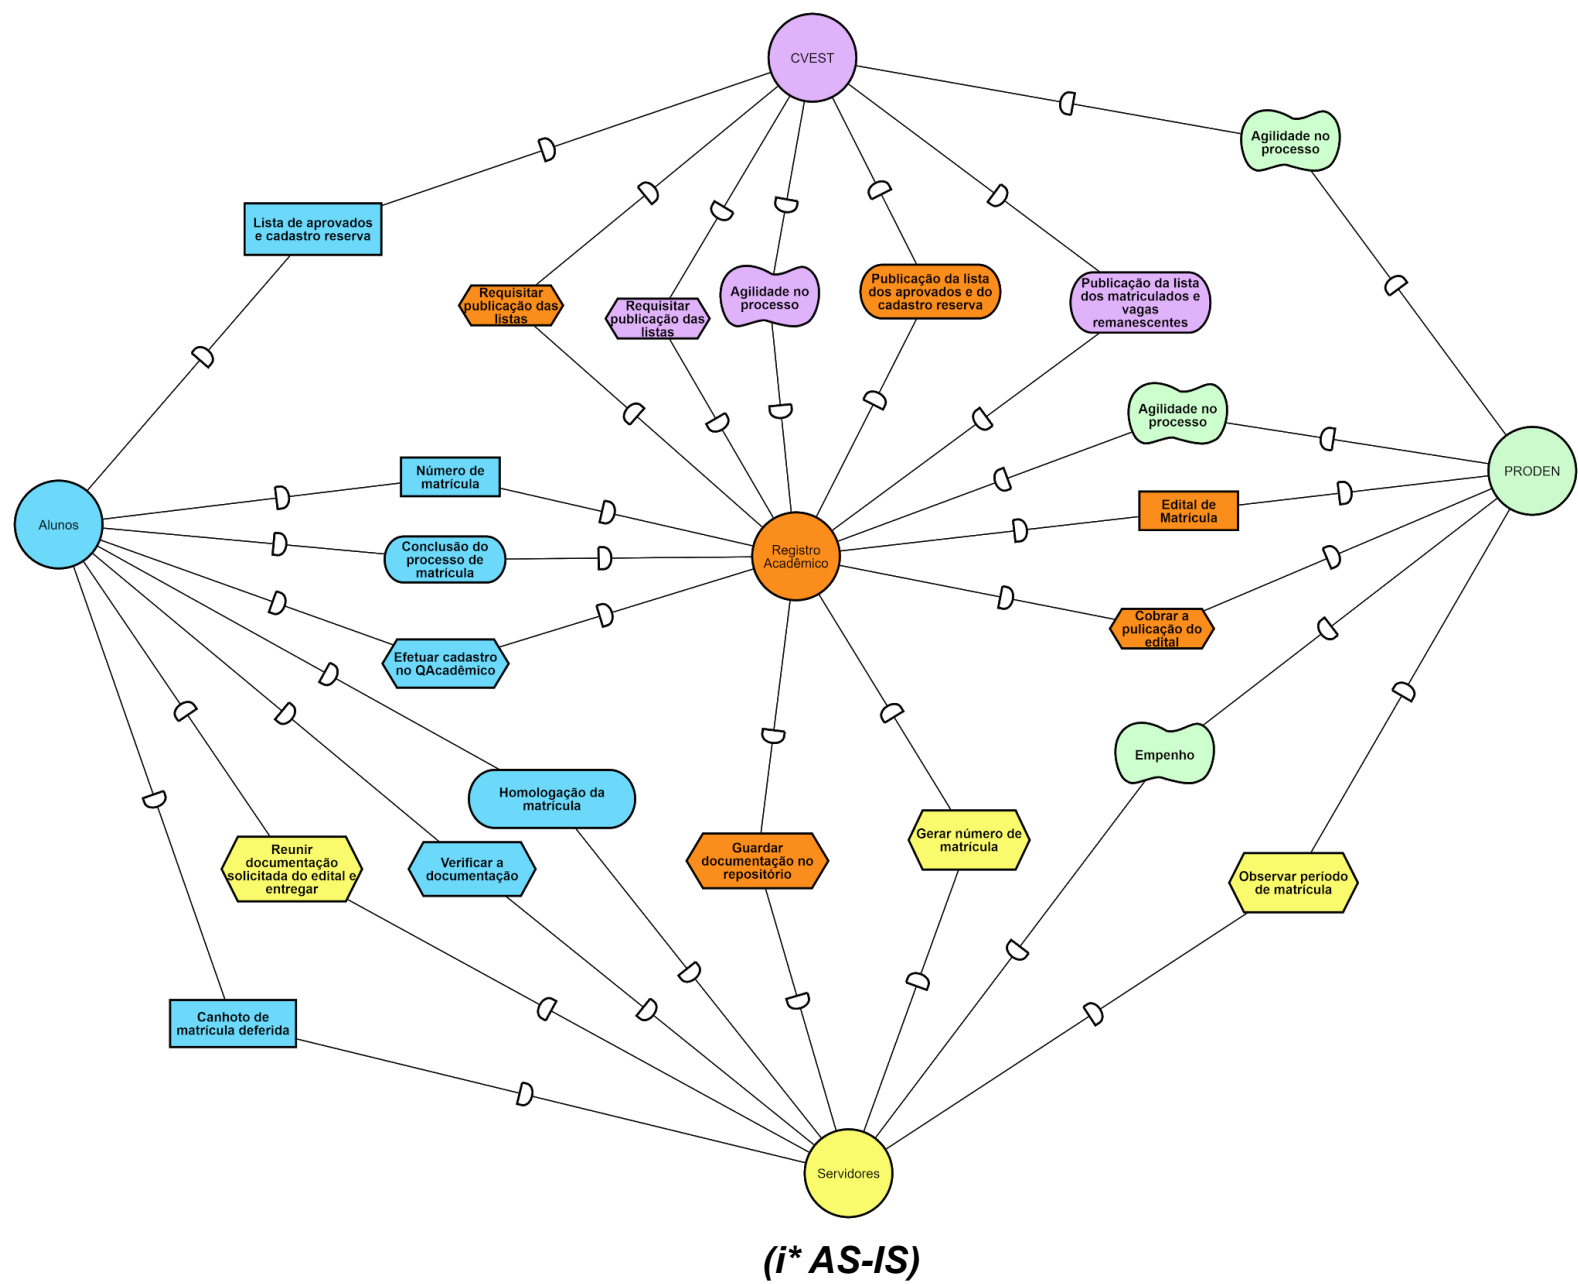 CVEST
Agilidade no
processo
Lista de aprovados
e cadastro reserva
Requisitar
publicação das
listas
Requisitar
publicação das
listas
Agilidade no
processo
Publicação da lista
dos aprovados e do
cadastro reserva
Publicação da lista
dos matriculados e
vagas
remanescentes
Agilidade no
processo
PRODEN
Número de
matrícula
Edital de
Matrícula
Alunos
Conclusão do
processo de
matrícula
Registro
Acadêmico
Cobrar a
pulicação do
edital
Efetuar cadastro
no QAcadêmico
Empenho
Homologação da
matricula
Gerar número de
matrícula
Reunir
documentação
solicitada do edital e
entregar
Verificar a
documentação
Guardar
documentação no
repositório
Observar período
de matrícula
Canhoto de
matrícula deferida
Servidores
(i* AS-IS)